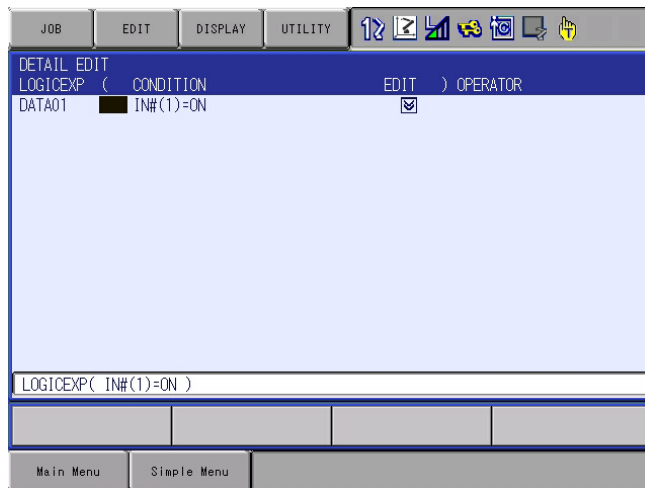 JOB EDIT DISPLAY UTILITY
DETAIL EDIT
LOGICEXP ( CONDITION EDIT ) OPERATOR
DATA01 IN#(1)=ON
LOGICEXP( IN#(1)=ON )
Main Menu Simple Menu